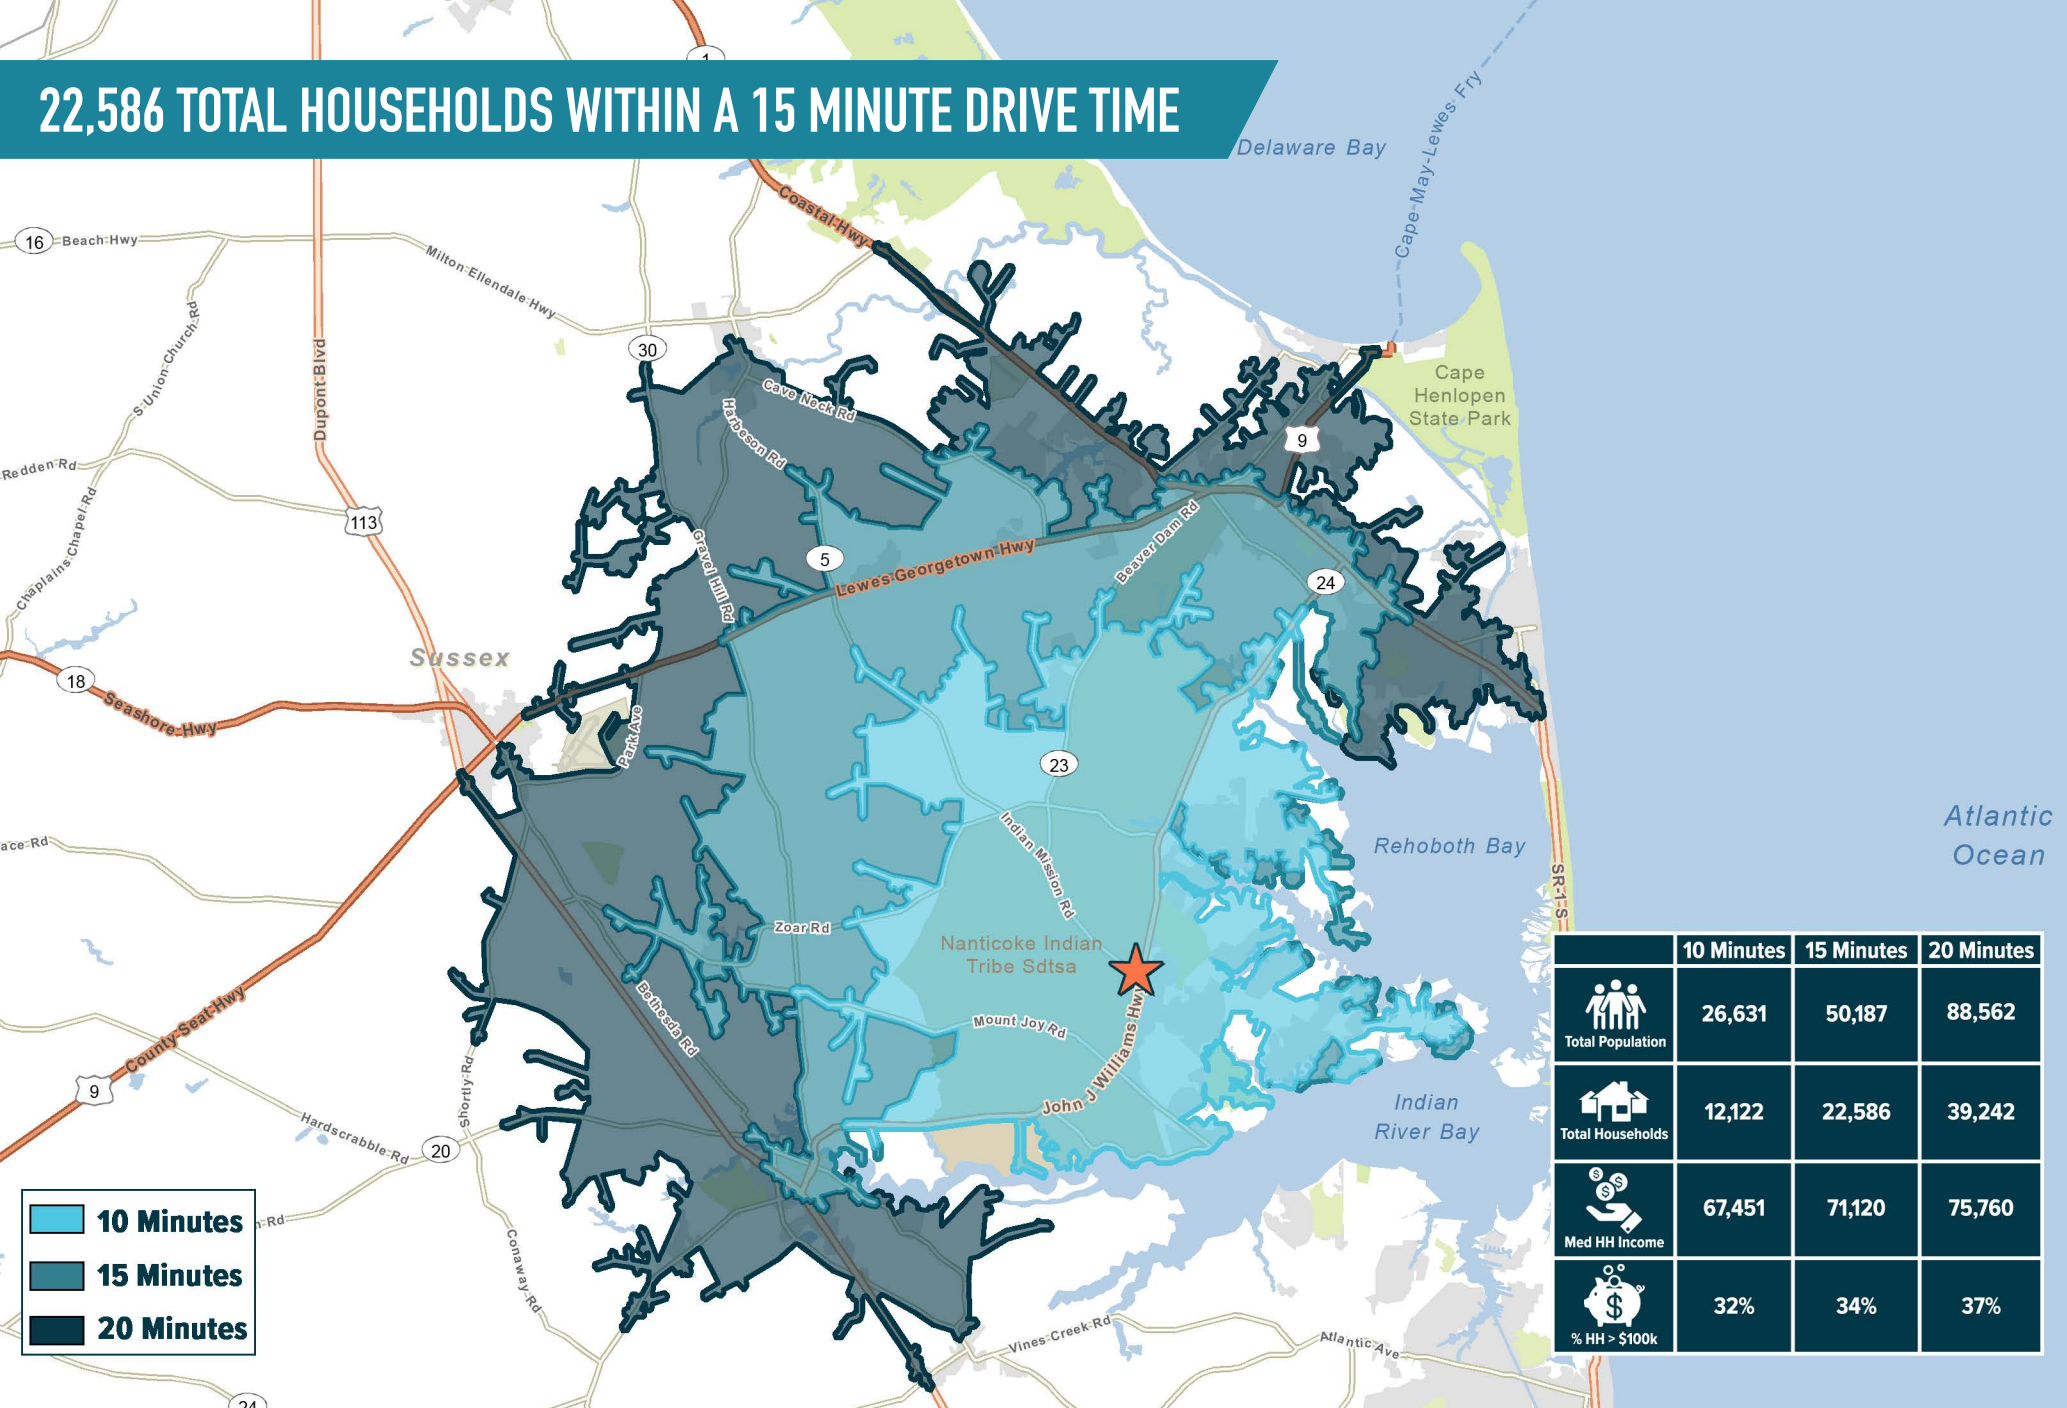 1
22,586 TOTAL HOUSEHOLDS WITHIN A 15 MINUTE DRIVE TIME
Delaware Bay
Cape-May-Lewes Fry
Coastal Hwy
16
Beach Hwy
Milton Ellendale Hwy
S Union Church Rd
Dupont Blvd
30
Cape
Henlopen
State Park
Cave Neck Rd
Harbeson Rd
9
Redden Rd
Chaplains Chapel Rd
113
Gravel Hill Rd
5
Lewes Georgetown Hwy
Beaver Dam Rd
24
Sussex
18
Seashore Hwy
Park Ave
23
Atlantic
Ocean
Indian Mission Rd
Rehoboth Bay
ace Rd
SR-1-S
Zoar Rd
Nanticoke Indian
Tribe Sdtsa
Bethesda Rd
Mount Joy Rd
County Seat Hwy
John J Williams Hwy
9
Shortly Rd
Hardscrabble Rd
20
Indian
River Bay
n Rd
Conaway Rd
Vines Creek Rd
Atlantic Ave
24
10 Minutes
15 Minutes
20 Minutes
10 Minutes 15 Minutes 20 Minutes
Total Population 26,631 50,187 88,562
Total Households 12,122 22,586 39,242
Med HH Income 67,451 71,120 75,760
% HH > $100k 32% 34% 37%